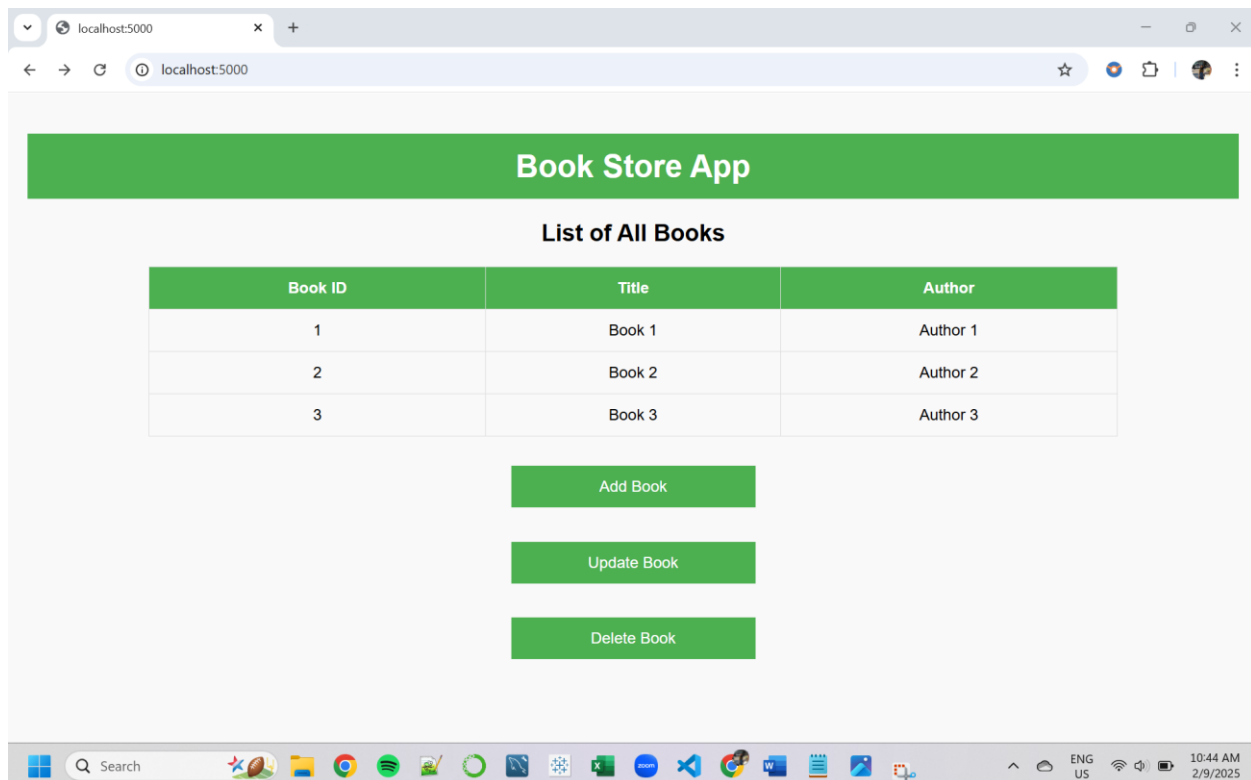 localhost:5000
localhost:5000
Book Store App
List of All Books
Book ID Title Author
1 Book 1 Author 1
2 Book 2 Author 2
3 Book 3 Author 3
Add Book
Update Book
Delete Book
Search
zoom
ENG
US
10:44 AM
2/9/2025